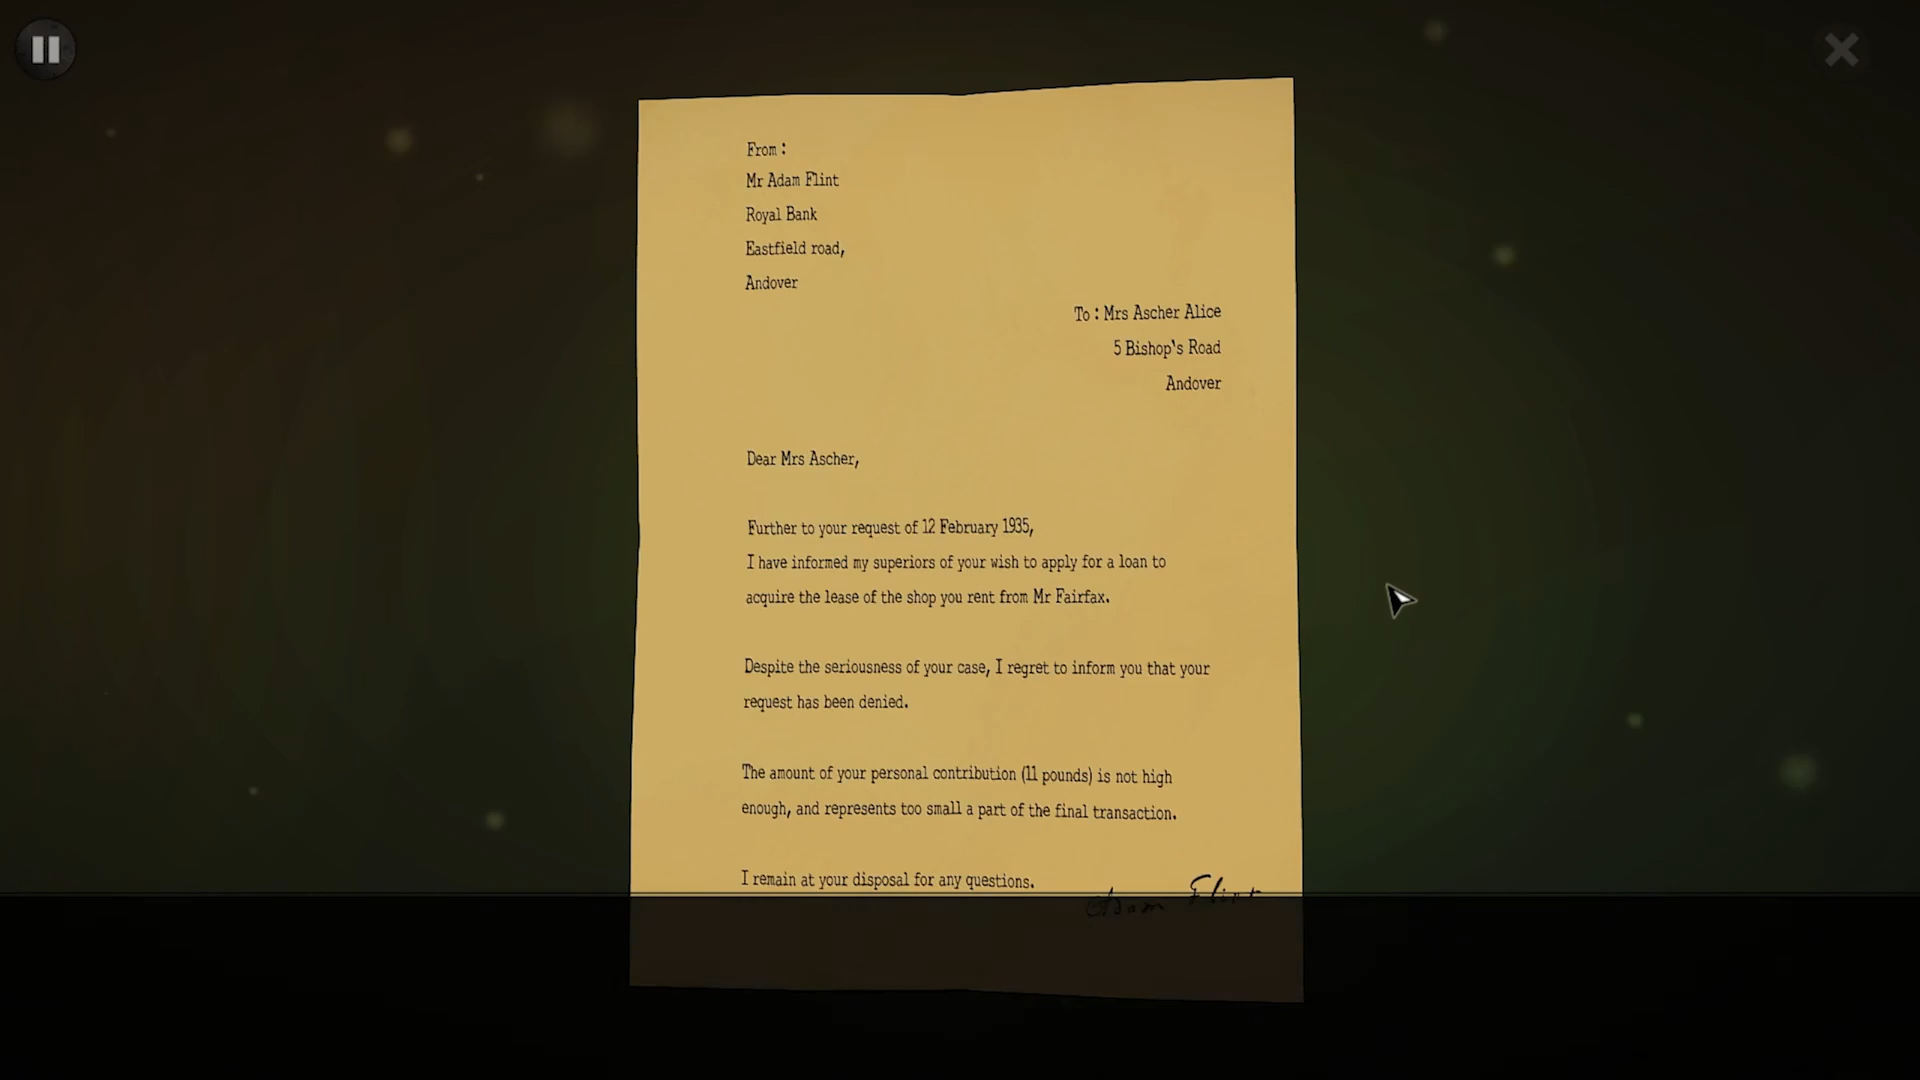 From :
Mr Adam Flint
Royal Bank
Eastfield road,
Andover
To : Mrs Ascher Alice
5 Bishop's Road
Andover
Dear Mrs Ascher,
Further to your request of 12 February 1935,
I have informed my superiors of your wish to apply for a loan to
acquire the lease of the shop you rent from Mr Fairfax.
Despite the seriousness of your case, I regret to inform you that your
request has been denied.
The amount of your personal contribution (11 pounds) is not high
enough, and represents too small a part of the final transaction.
I remain at your disposal for any questions.
Adam Flint